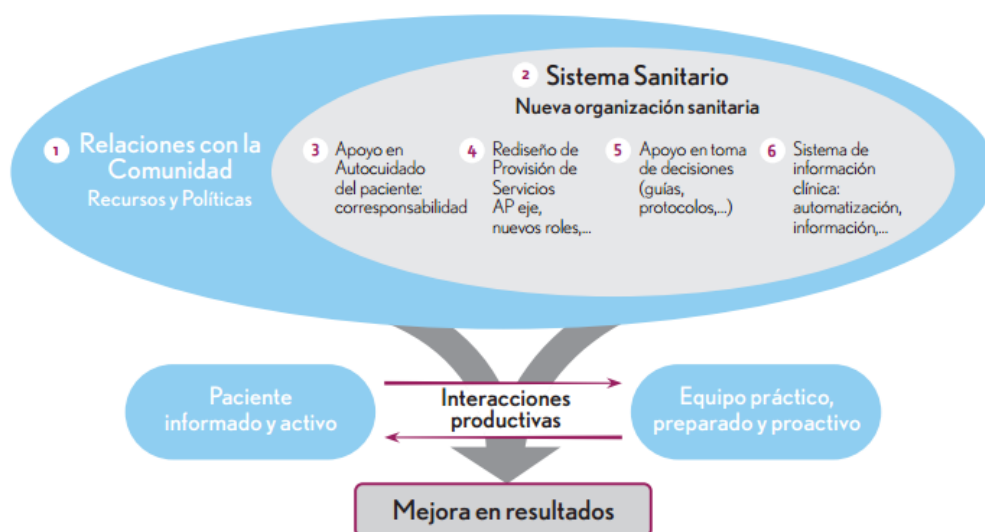 2 Sistema Sanitario
Nueva organización sanitaria
1 Relaciones con la
Comunidad
Recursos y Políticas
3 Apoyo en
Autocuidado
del paciente:
corresponsabilidad
4 Rediseño de
Provisión de
Servicios
AP eje,
nuevos roles,...
5 Apoyo en toma
de decisiones
(guías,
protocolos,...)
6 Sistema de
información
clínica:
automatización,
información,...
Paciente
informado y activo
Interacciones
productivas
Equipo práctico,
preparado y proactivo
Mejora en resultados